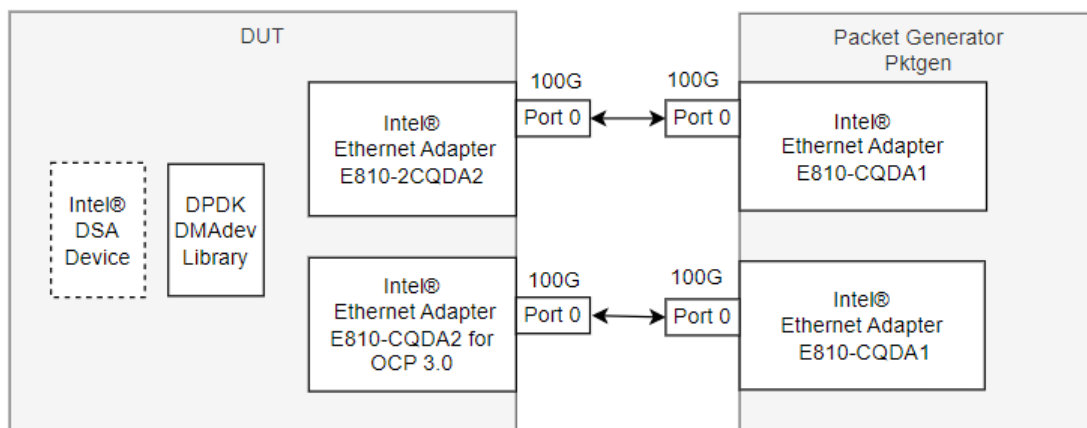 DUT
Packet Generator
Pktgen
100G
100G
Intel®
Ethernet Adapter
E810-2CQDA2
Port 0
Port 0
Intel®
Ethernet Adapter
E810-CQDA1
Intel®
DSA
Device
DPDK
DMAdev
Library
100G
100G
Intel®
Ethernet Adapter
E810-CQDA2 for
OCP 3.0
Port 0
Port 0
Intel®
Ethernet Adapter
E810-CQDA1